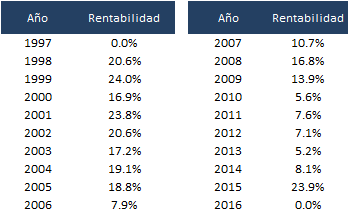 Año Rentabilidad Año Rentabilidad
1997 0.0% 2007 10.7%
1998 20.6% 2008 16.8%
1999 24.0% 2009 13.9%
2000 16.9% 2010 5.6%
2001 23.8% 2011 7.6%
2002 20.6% 2012 7.1%
2003 17.2% 2013 5.2%
2004 19.1% 2014 8.1%
2005 18.8% 2015 23.9%
2006 7.9% 2016 0.0%